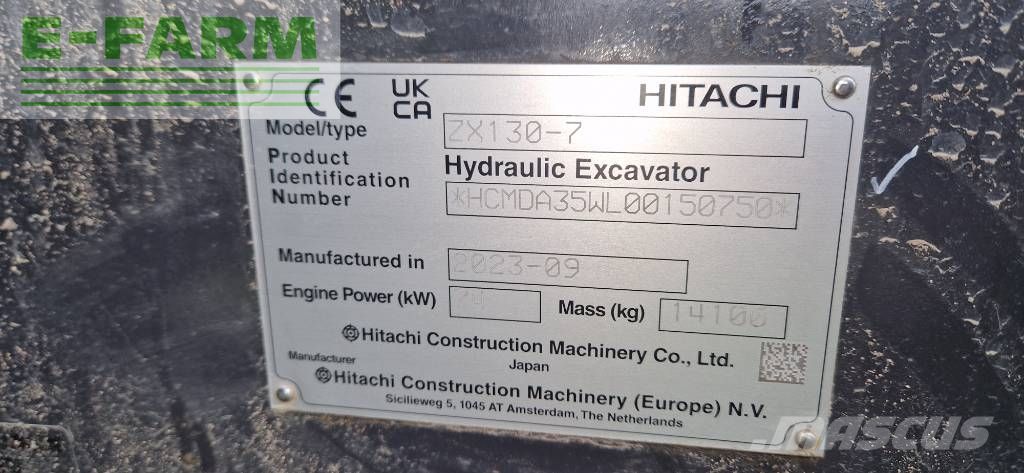 E-FARM
CE UK CA HITACHI
Model/type ZX130-7
Product Identification Number Hydraulic Excavator
*HCMDA35WL00150750*
Manufactured in 2023-09
Engine Power (kW) Mass (kg) 14100
Hitachi Construction Machinery Co., Ltd.
Japan
Manufacturer
Hitachi Construction Machinery (Europe) N.V.
Sicilieweg 5, 1045 AT Amsterdam, The Netherlands
MASCUS